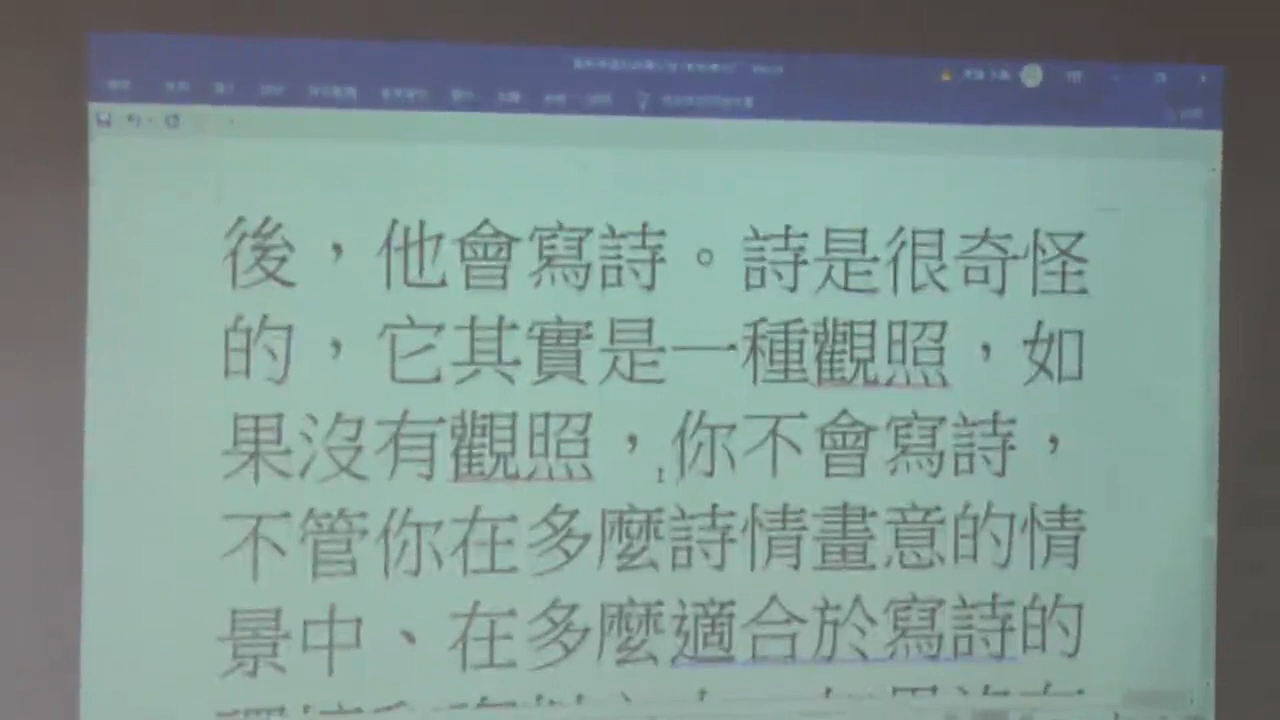 後，他會寫詩。詩是很奇怪
的，它其實是一種觀照，如
果沒有觀照，你不會寫詩，
不管你在多麼詩情畫意的情
景中、在多麼適合於寫詩的